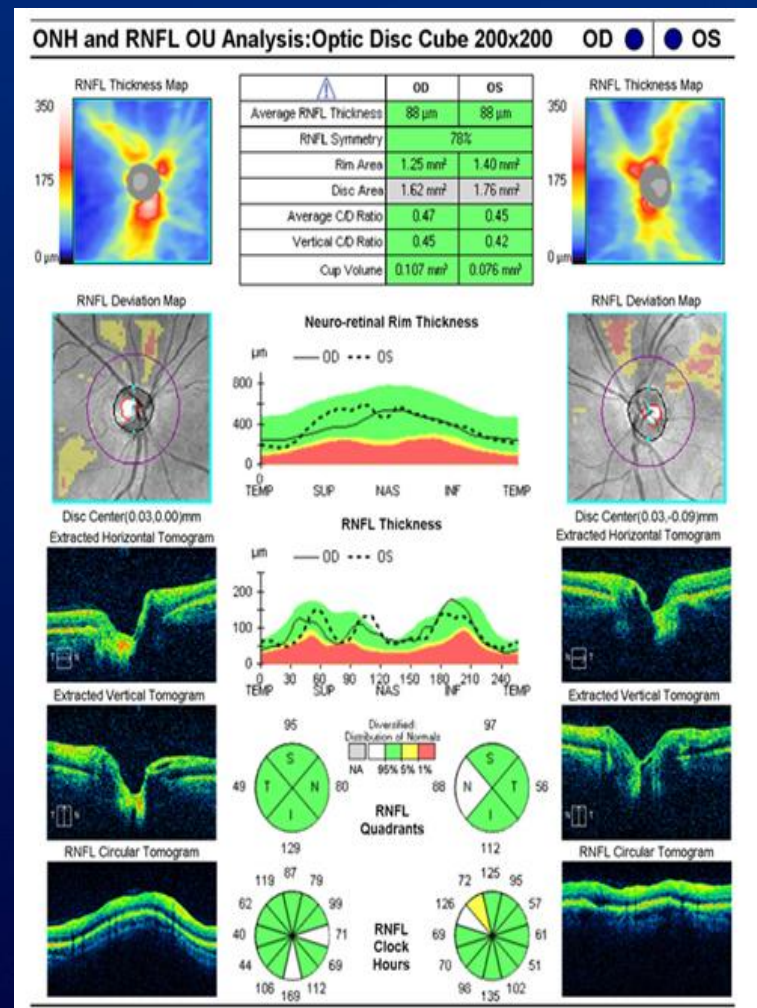 ONH and RNFL OU Analysis:Optic Disc Cube 200x200 OD OS
RNFL Thickness Map
350
175
0 µm
OD OS
Average RNFL Thickness 88 µm 88 µm
RNFL Symmetry 78%
Rim Area 1.25 mm² 1.40 mm²
Disc Area 1.62 mm² 1.76 mm²
Average C/D Ratio 0.47 0.45
Vertical C/D Ratio 0.45 0.42
Cup Volume 0.107 mm³ 0.076 mm³
RNFL Thickness Map
350
175
0 µm
RNFL Deviation Map
Disc Center(0.03,0.00)mm
Neuro-retinal Rim Thickness
µm OD OS
800
400
0
TEMP SUP NAS INF TEMP
RNFL Deviation Map
Disc Center(0.03,-0.09)mm
Extracted Horizontal Tomogram
T N
RNFL Thickness
µm OD OS
200
100
0
0 30 60 90 120 150 180 210 240
TEMP SUP NAS INF TEMP
Extracted Horizontal Tomogram
N T
Extracted Vertical Tomogram
T N
95
49 S T N I 80
129
Diversified:
Distribution of Normals
NA 95% 5% 1%
RNFL
Quadrants
97
88 S N T I 56
112
Extracted Vertical Tomogram
RNFL Circular Tomogram
119 87 79
62 99
40 71
44 69
106 169 112
RNFL
Clock
Hours
72 125 95
126 57
69 61
70 51
98 135 102
RNFL Circular Tomogram